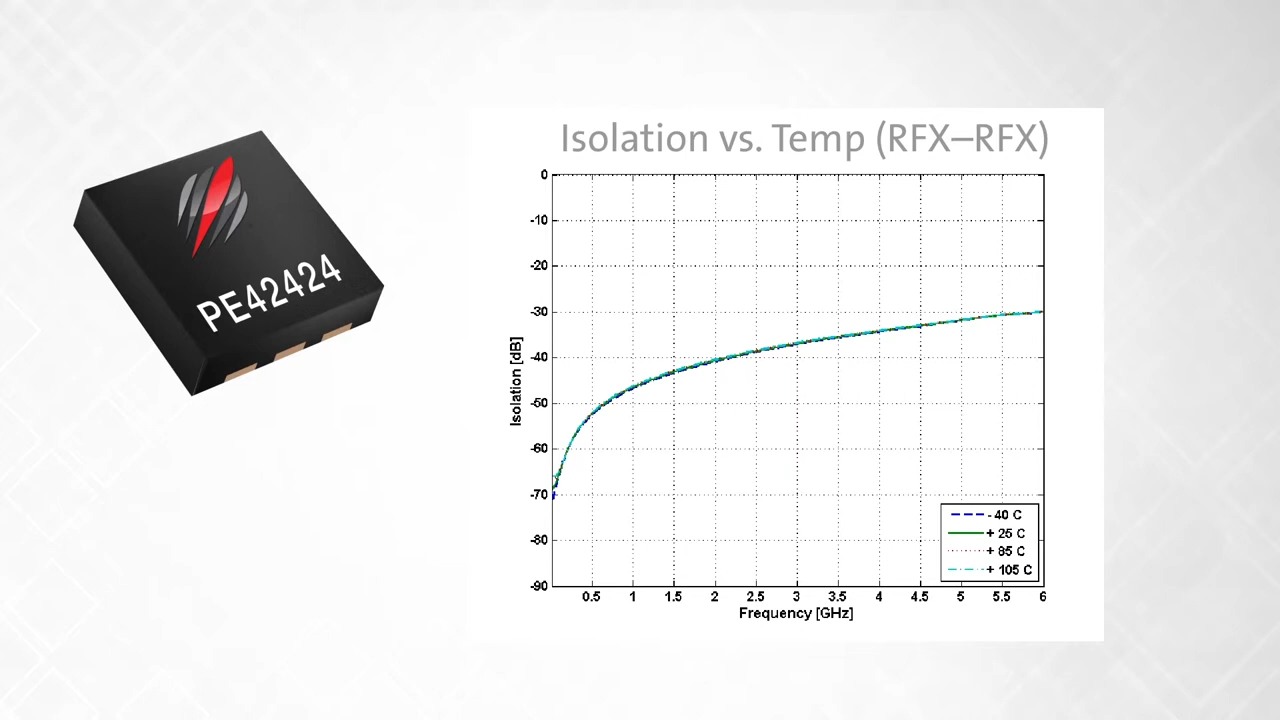 PE42424
Isolation vs. Temp (RFX–RFX)
0
-10
-20
-30
-40
-50
-60
-70
-80
-90
Isolation [dB]
0.5 1 1.5 2 2.5 3 3.5 4 4.5 5 5.5 6
Frequency [GHz]
- 40 C
+ 25 C
+ 85 C
+ 105 C